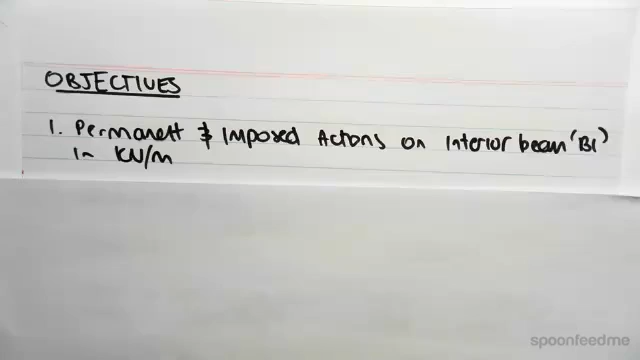 OBJECTIVES
1. Permanent & Imposed Actions on Interior beam 'B1'
in KN/m
spoonfeedme